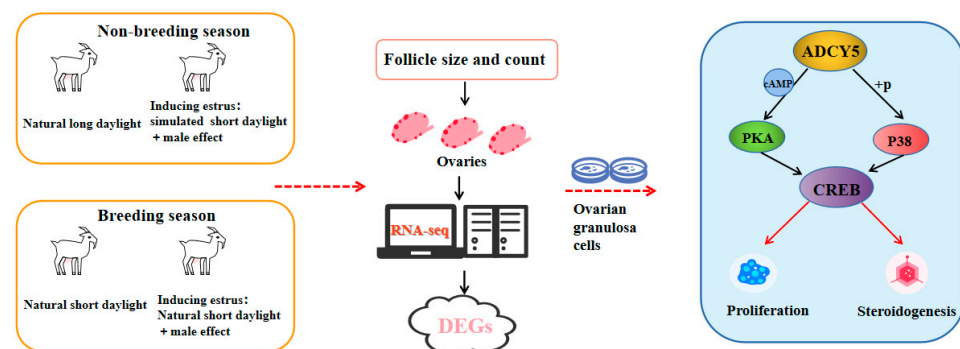 Non-breeding season
Natural long daylight
Inducing estrus:
simulated short daylight
+ male effect
Breeding season
Natural short daylight
Inducing estrus:
Natural short daylight
+ male effect
Follicle size and count
Ovaries
RNA-seq
DEGs
Ovarian
granulosa
cells
ADCY5
cAMP
+p
PKA
P38
CREB
Proliferation
Steroidogenesis